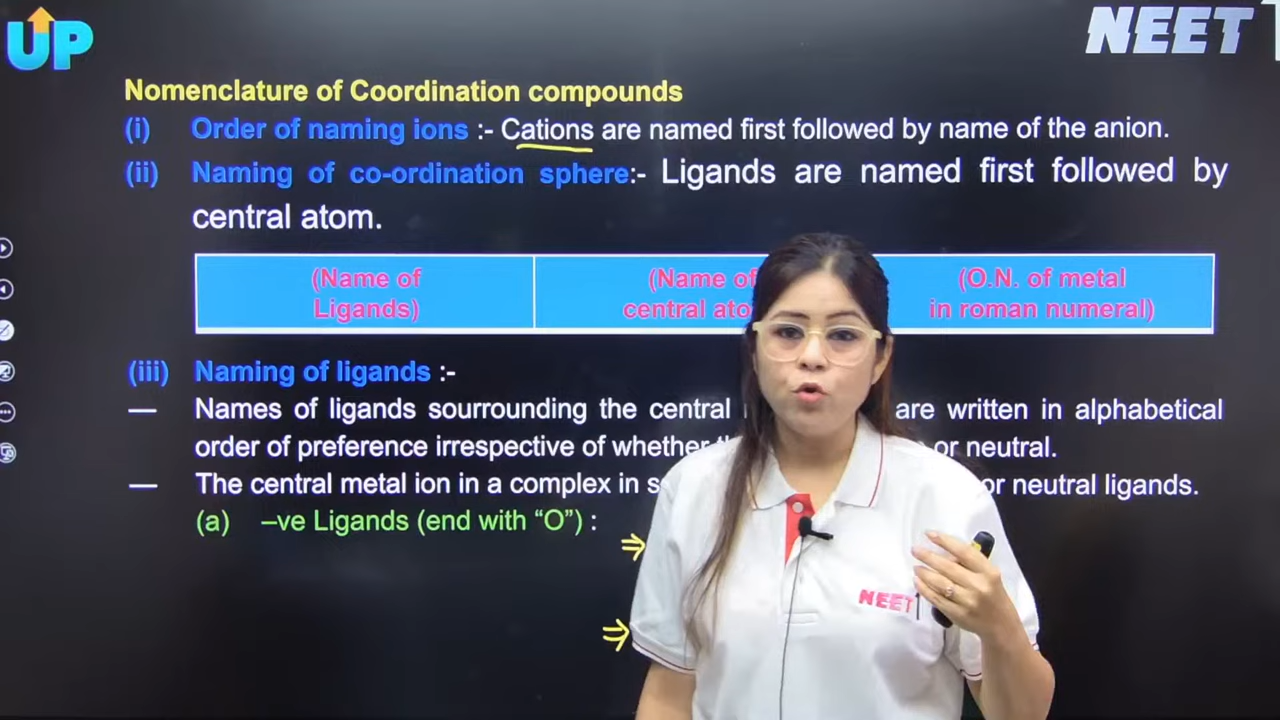 UP
NEET
Nomenclature of Coordination compounds
(i) Order of naming ions :- Cations are named first followed by name of the anion.
(ii) Naming of co-ordination sphere:- Ligands are named first followed by
central atom.
(Name of
Ligands)
(Name of
central ato
(O.N. of metal
in roman numeral)
(iii) Naming of ligands :-
— Names of ligands sourrounding the central are written in alphabetical
order of preference irrespective of whether or neutral.
— The central metal ion in a complex in or neutral ligands.
(a) –ve Ligands (end with “O”) :
⇒
⇒
NEET